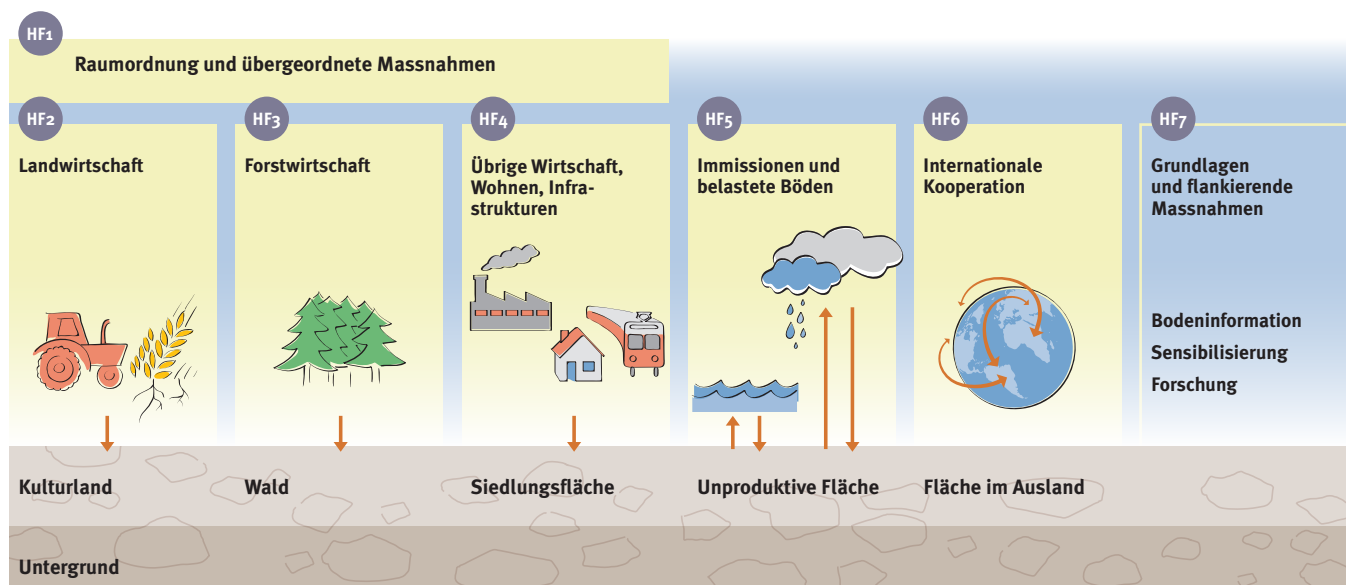 HF1
Raumordnung und übergeordnete Massnahmen
HF2
Landwirtschaft
HF3
Forstwirtschaft
HF4
Übrige Wirtschaft,
Wohnen, Infra-
strukturen
HF5
Immissionen und
belastete Böden
HF6
Internationale
Kooperation
HF7
Grundlagen
und flankierende
Massnahmen
Bodeninformation
Sensibilisierung
Forschung
Kulturland
Wald
Siedlungsfläche
Unproduktive Fläche
Fläche im Ausland
Untergrund